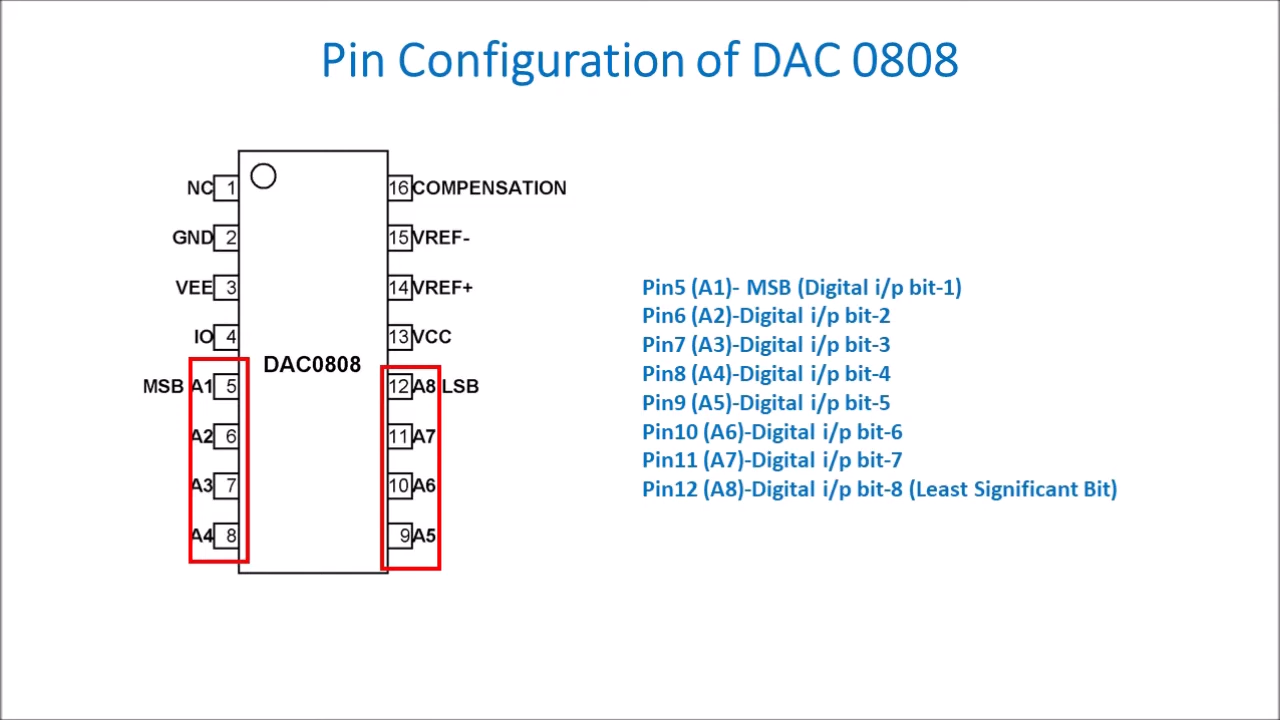 Pin Configuration of DAC 0808
NC 1
GND 2
VEE 3
IO 4
MSB A1 5
A2 6
A3 7
A4 8
DAC0808
16 COMPENSATION
15 VREF-
14 VREF+
13 VCC
12 A8 LSB
11 A7
10 A6
9 A5
Pin5 (A1)- MSB (Digital i/p bit-1)
Pin6 (A2)-Digital i/p bit-2
Pin7 (A3)-Digital i/p bit-3
Pin8 (A4)-Digital i/p bit-4
Pin9 (A5)-Digital i/p bit-5
Pin10 (A6)-Digital i/p bit-6
Pin11 (A7)-Digital i/p bit-7
Pin12 (A8)-Digital i/p bit-8 (Least Significant Bit)